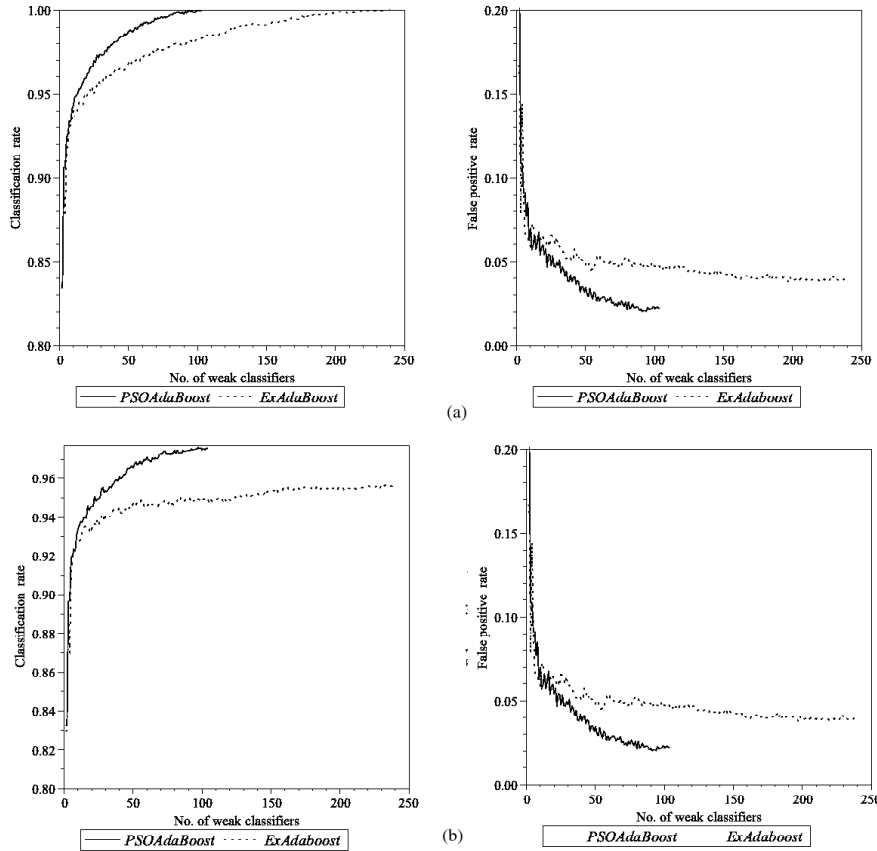 1.00
0.95
0.90
0.85
0.80
Classification rate
0 50 100 150 200 250
No. of weak classifiers
PSOAdaBoost ExAdaBoost
0.20
0.15
0.10
0.05
0.00
False positive rate
0 50 100 150 200 250
No. of weak classifiers
PSOAdaBoost ExAdaboost
(a)
0.96
0.94
0.92
0.90
0.88
0.86
0.84
0.82
0.80
Classification rate
0 50 100 150 200 250
No. of weak classifiers
PSOAdaBoost ExAdaboost
0.20
0.15
0.10
0.05
0.00
False positive rate
0 50 100 150 200 250
No. of weak classifiers
PSOAdaBoost ExAdaboost
(b)